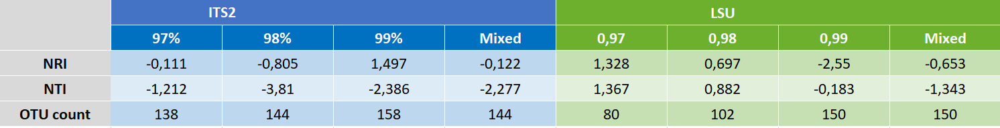 ITS2 LSU
97% 98% 99% Mixed 0,97 0,98 0,99 Mixed
NRI -0,111 -0,805 1,497 -0,122 1,328 0,697 -2,55 -0,653
NTI -1,212 -3,81 -2,386 -2,277 1,367 0,882 -0,183 -1,343
OTU count 138 144 158 144 80 102 150 150